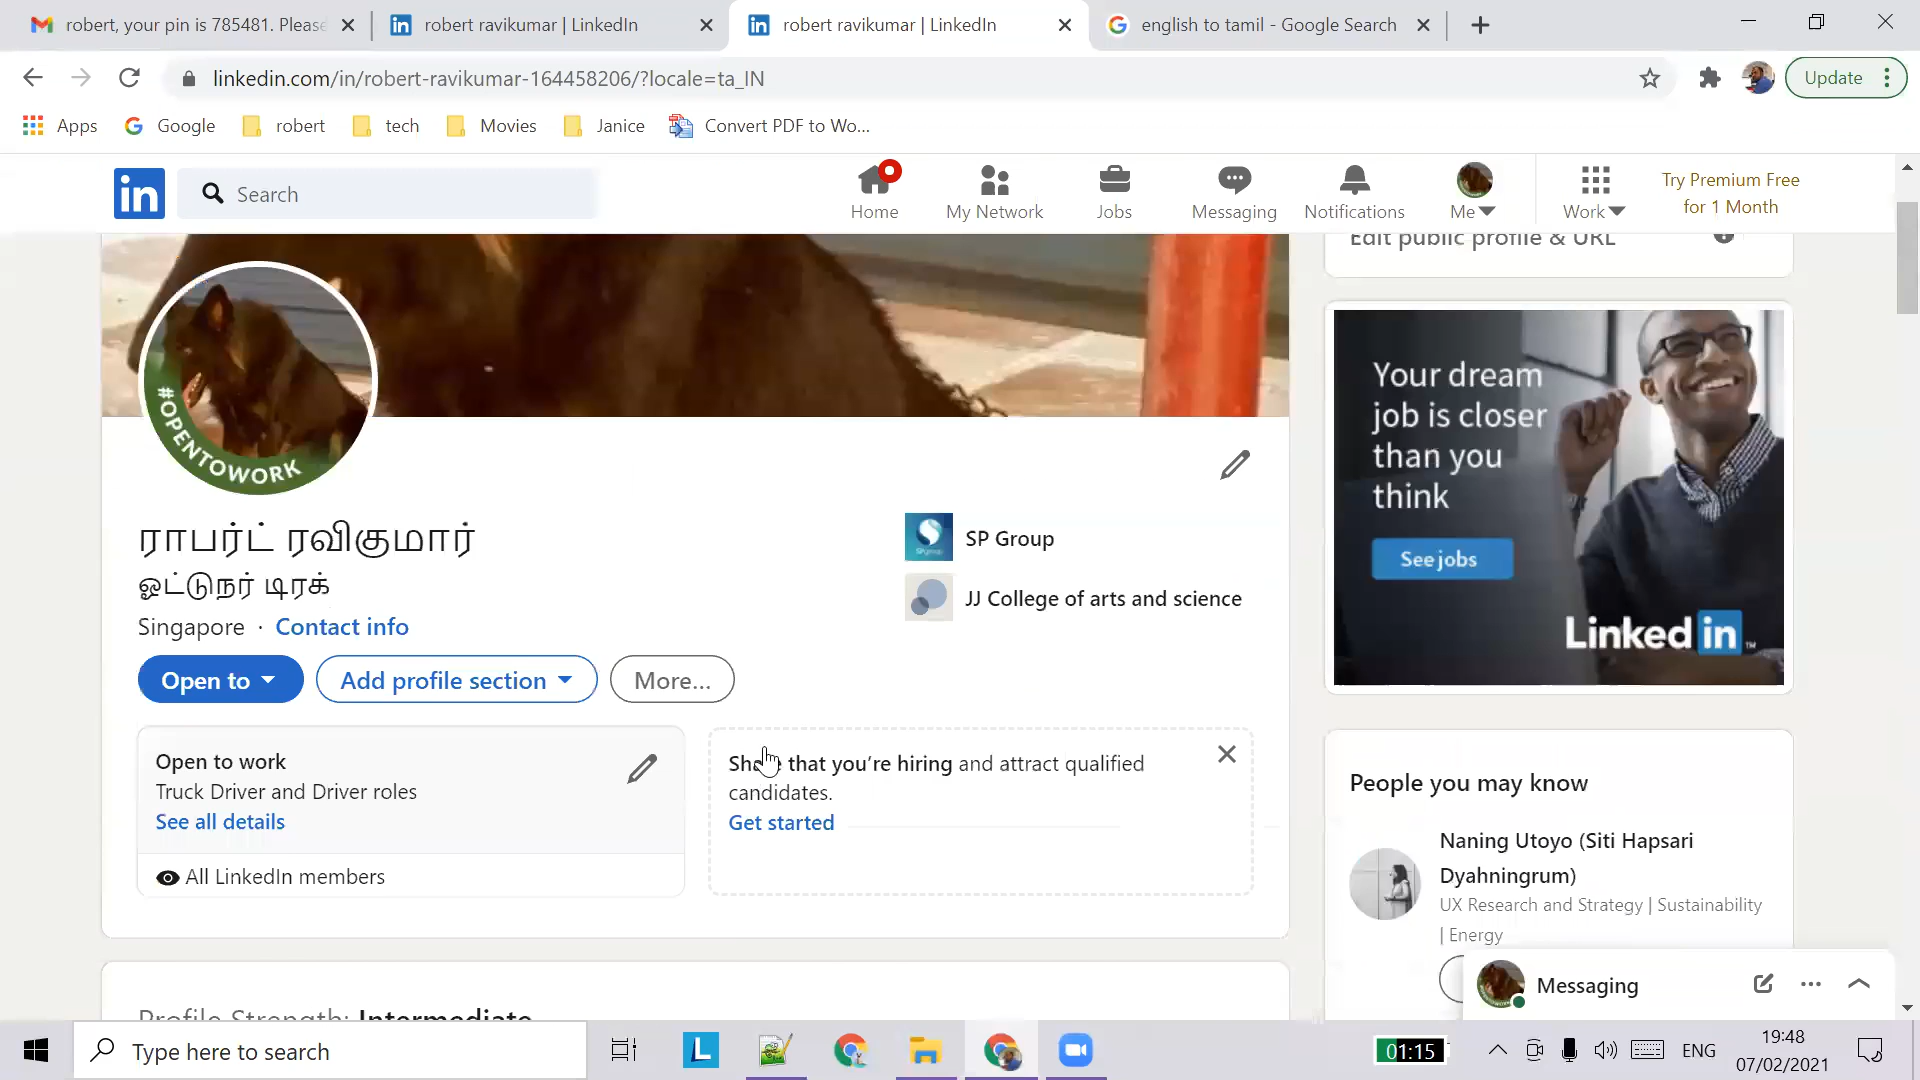 robert, your pin is 785481. Please
robert ravikumar | LinkedIn
robert ravikumar | LinkedIn
english to tamil - Google Search
linkedin.com/in/robert-ravikumar-164458206/?locale=ta_IN
Update
Apps
Google
robert
tech
Movies
Janice
Convert PDF to Wo...
in
Search
Home
My Network
Jobs
Messaging
Notifications
Me
Work
Try Premium Free
for 1 Month
Edit public profile & URL
#OPENTOWORK
ராபர்ட் ரவிகுமார்
ஓட்டுநர் டிரக்
Singapore · Contact info
SP Group
JJ College of arts and science
Open to
Add profile section
More...
Open to work
Truck Driver and Driver roles
See all details
All LinkedIn members
Share that you're hiring and attract qualified
candidates.
Get started
Profile Strength: Intermediate
Your dream
job is closer
than you
think
See jobs
Linked in
People you may know
Naning Utoyo (Siti Hapsari
Dyahningrum)
UX Research and Strategy | Sustainability
| Energy
Messaging
Type here to search
L
01:15
ENG
19:48
07/02/2021